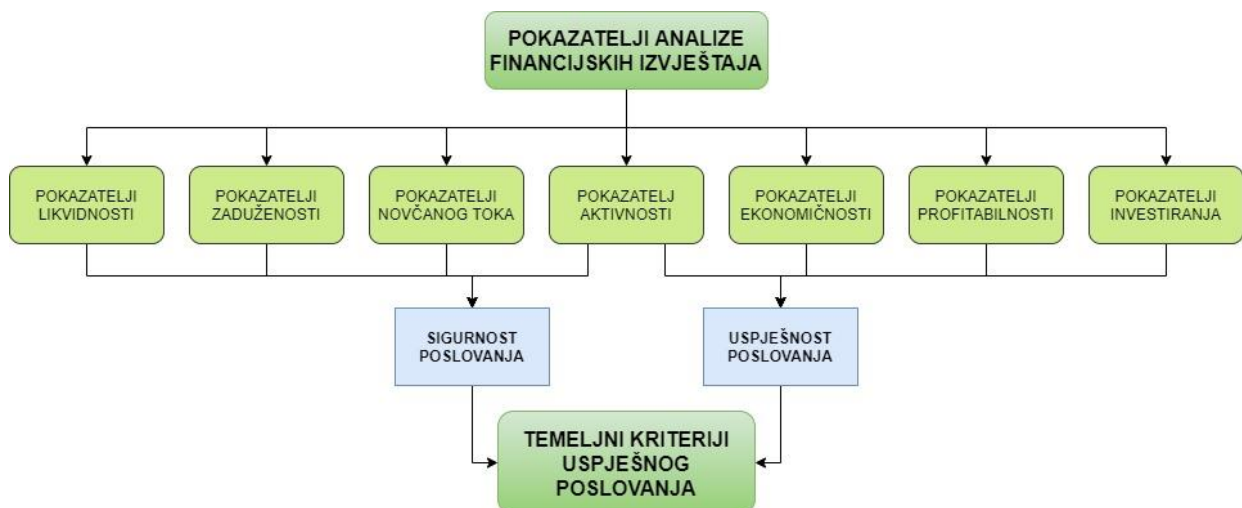 POKAZATELJI ANALIZE
FINANCIJSKIH IZVJEŠTAJA
POKAZATELJI
LIKVIDNOSTI
POKAZATELJI
ZADUŽENOSTI
POKAZATELJI
NOVČANOG TOKA
POKAZATELJ
AKTIVNOSTI
POKAZATELJI
EKONOMIČNOSTI
POKAZATELJI
PROFITABILNOSTI
POKAZATELJI
INVESTIRANJA
SIGURNOST
POSLOVANJA
USPJEŠNOST
POSLOVANJA
TEMELJNI KRITERIJI
USPJEŠNOG
POSLOVANJA